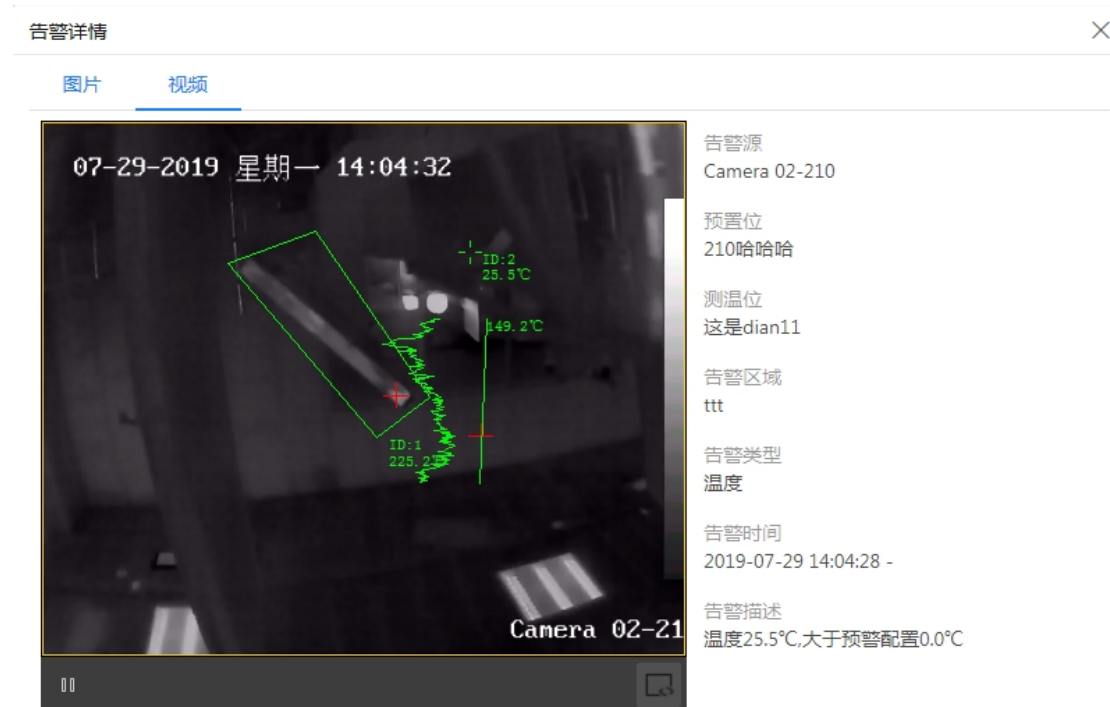 告警详情
图片
视频
07-29-2019 星期一 14:04:32
ID:2
25.5℃
149.2℃
ID:1
225.2℃
Camera 02-21
告警源
Camera 02-210
预置位
210哈哈哈
测温位
这是dian11
告警区域
ttt
告警类型
温度
告警时间
2019-07-29 14:04:28 -
告警描述
温度25.5℃,大于预警配置0.0℃